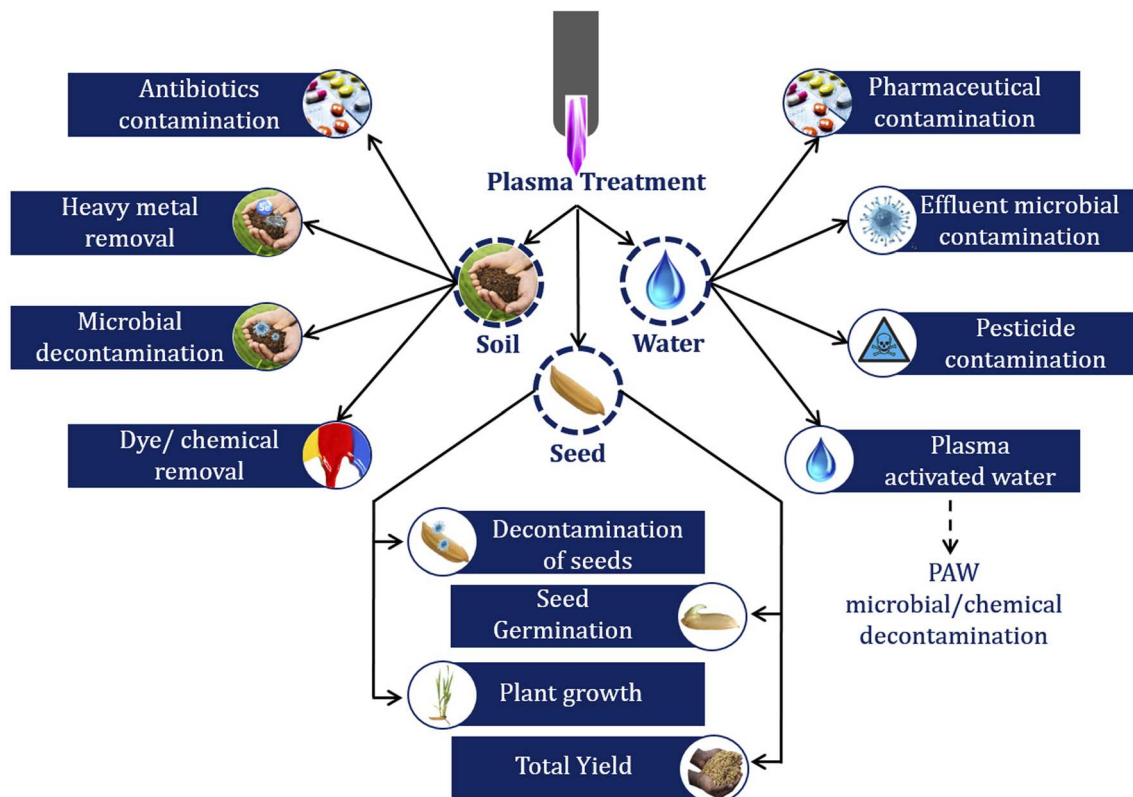 Plasma Treatment
Antibiotics
contamination
Heavy metal
removal
Microbial
decontamination
Dye/ chemical
removal
Soil
Water
Seed
Pharmaceutical
contamination
Effluent microbial
contamination
Pesticide
contamination
Plasma
activated water
PAW
microbial/chemical
decontamination
Decontamination
of seeds
Seed
Germination
Plant growth
Total Yield